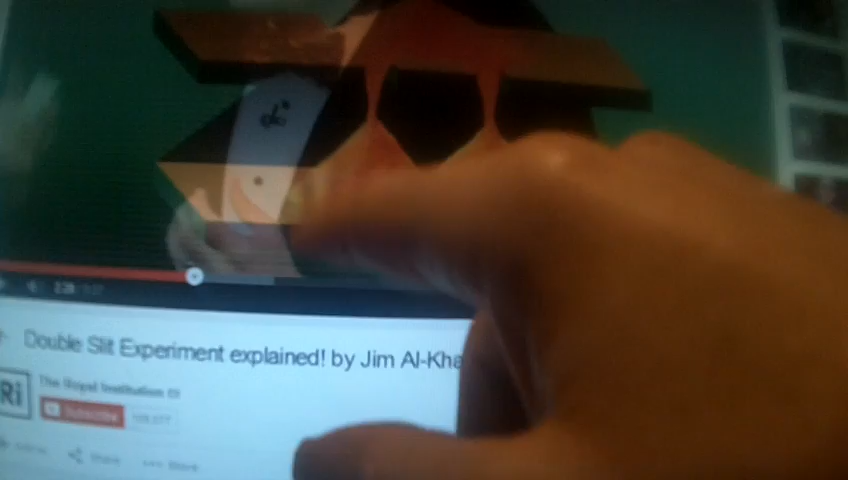 Double Slit Experiment explained! by Jim Al-Kha
Ri
The Royal Institution
Subscribe
Share
More